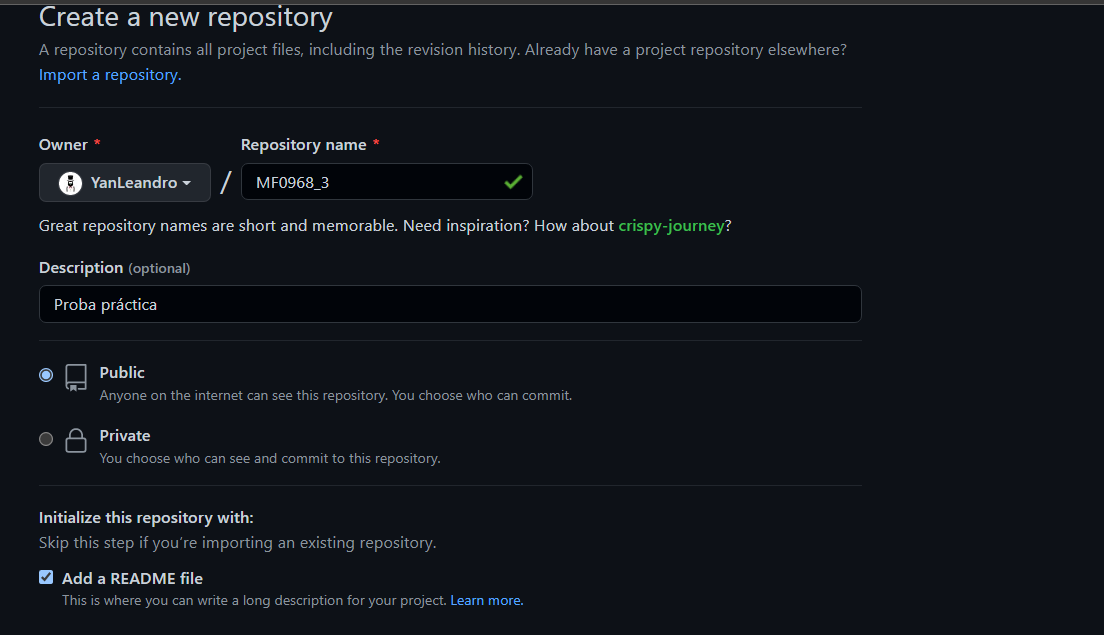 Create a new repository
A repository contains all project files, including the revision history. Already have a project repository elsewhere?
Import a repository.
Owner *
Repository name *
YanLeandro
/
MF0968_3
Great repository names are short and memorable. Need inspiration? How about crispy-journey?
Description (optional)
Proba práctica
Public
Anyone on the internet can see this repository. You choose who can commit.
Private
You choose who can see and commit to this repository.
Initialize this repository with:
Skip this step if you’re importing an existing repository.
Add a README file
This is where you can write a long description for your project. Learn more.